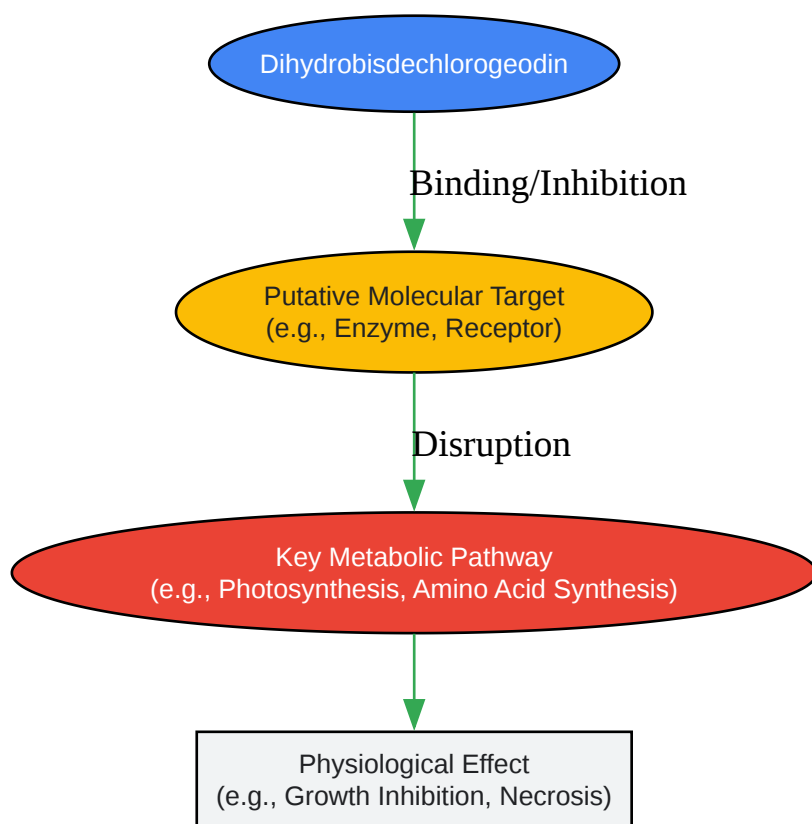 Dihydrobisdechlorogeodin
Binding/Inhibition
Putative Molecular Target
(e.g., Enzyme, Receptor)
Disruption
Key Metabolic Pathway
(e.g., Photosynthesis, Amino Acid Synthesis)
Physiological Effect
(e.g., Growth Inhibition, Necrosis)